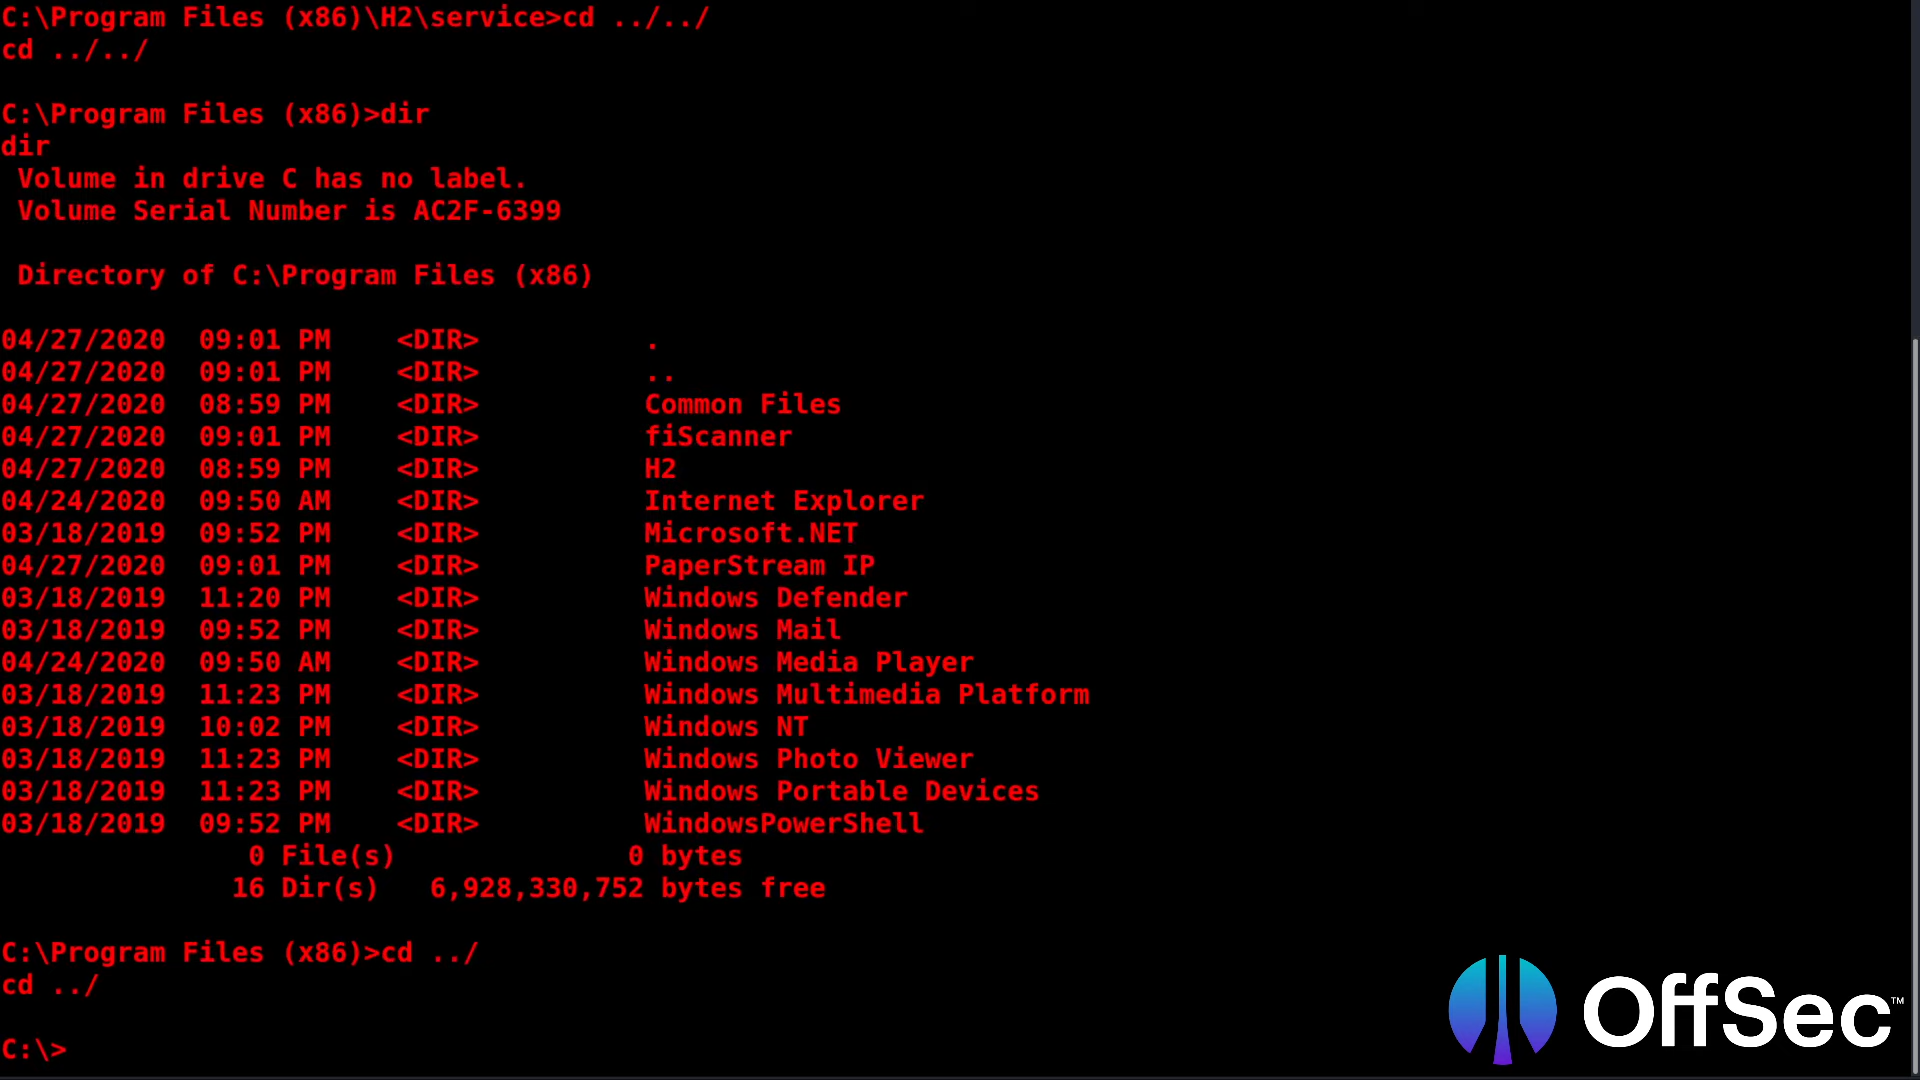 C:\Program Files (x86)\H2\service>cd ../../
cd ../../
C:\Program Files (x86)>dir
dir
Volume in drive C has no label.
Volume Serial Number is AC2F-6399
Directory of C:\Program Files (x86)
04/27/2020  09:01 PM    <DIR>          .
04/27/2020  09:01 PM    <DIR>          ..
04/27/2020  08:59 PM    <DIR>          Common Files
04/27/2020  09:01 PM    <DIR>          fiScanner
04/27/2020  08:59 PM    <DIR>          H2
04/24/2020  09:50 AM    <DIR>          Internet Explorer
03/18/2019  09:52 PM    <DIR>          Microsoft.NET
04/27/2020  09:01 PM    <DIR>          PaperStream IP
03/18/2019  11:20 PM    <DIR>          Windows Defender
03/18/2019  09:52 PM    <DIR>          Windows Mail
04/24/2020  09:50 AM    <DIR>          Windows Media Player
03/18/2019  11:23 PM    <DIR>          Windows Multimedia Platform
03/18/2019  10:02 PM    <DIR>          Windows NT
03/18/2019  11:23 PM    <DIR>          Windows Photo Viewer
03/18/2019  11:23 PM    <DIR>          Windows Portable Devices
03/18/2019  09:52 PM    <DIR>          WindowsPowerShell
0 File(s)              0 bytes
16 Dir(s)   6,928,330,752 bytes free
C:\Program Files (x86)>cd ../
cd ../
C:\>
OffSec™